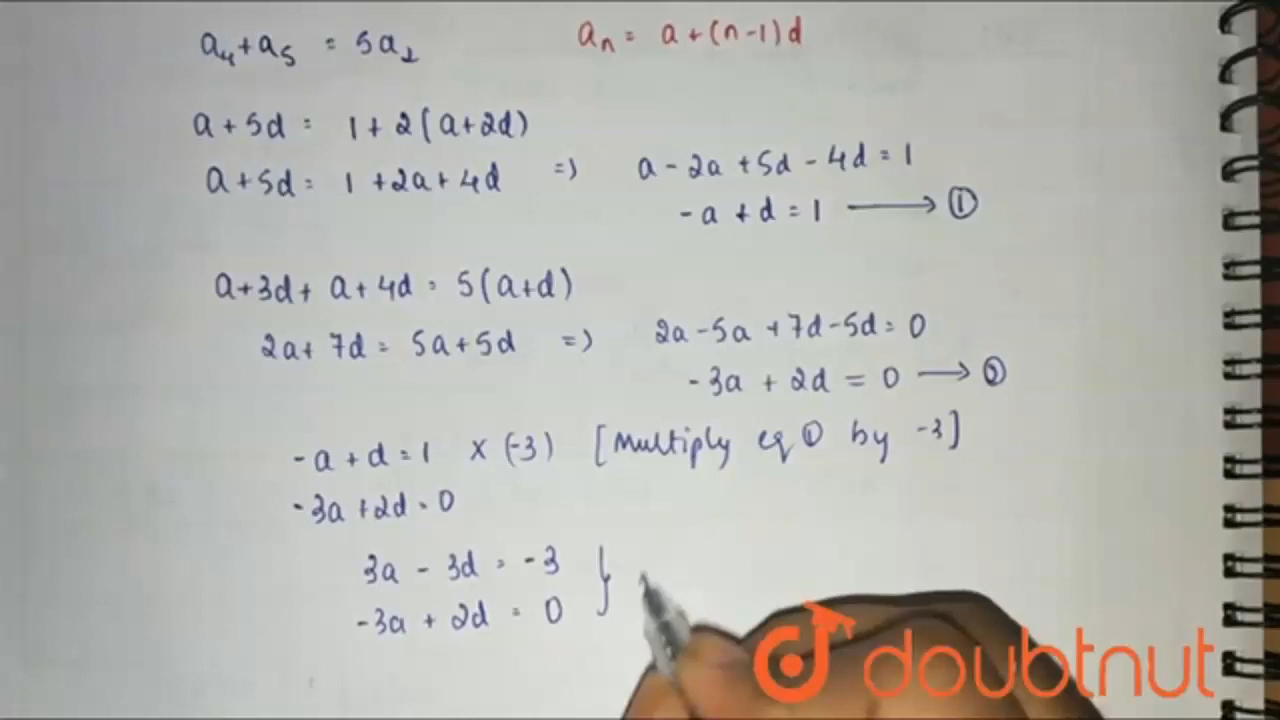 a₄+a₅ = 5a₂
aₙ = a+(n-1)d
a+5d = 1+2(a+2d)
a+5d = 1+2a+4d => a-2a+5d-4d=1
-a+d=1 ⟶ ①
a+3d+a+4d = 5(a+d)
2a+7d = 5a+5d => 2a-5a+7d-5d=0
-3a+2d=0 ⟶ ②
-a+d=1 × (-3) [Multiply eq ① by -3]
-3a+2d=0
3a-3d=-3 }
-3a+2d=0
doubtnut